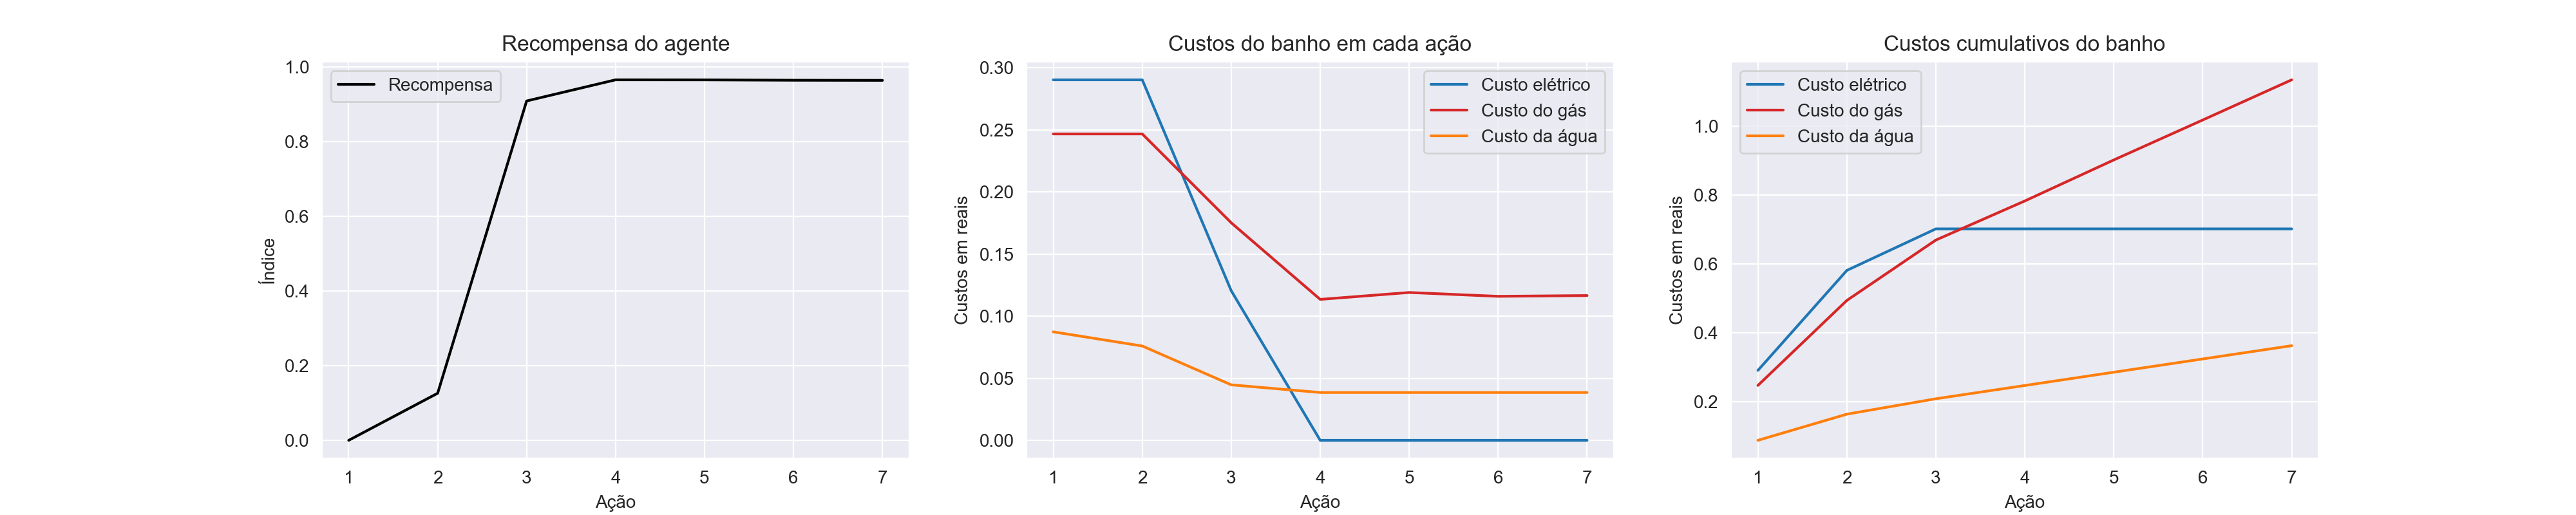 Recompensa do agente
Recompensa
1.0
0.8
0.6
0.4
0.2
0.0
Índice
1 2 3 4 5 6 7
Ação
Custos do banho em cada ação
Custo elétrico
Custo do gás
Custo da água
0.30
0.25
0.20
0.15
0.10
0.05
0.00
Custos em reais
1 2 3 4 5 6 7
Ação
Custos cumulativos do banho
Custo elétrico
Custo do gás
Custo da água
1.0
0.8
0.6
0.4
0.2
Custos em reais
1 2 3 4 5 6 7
Ação